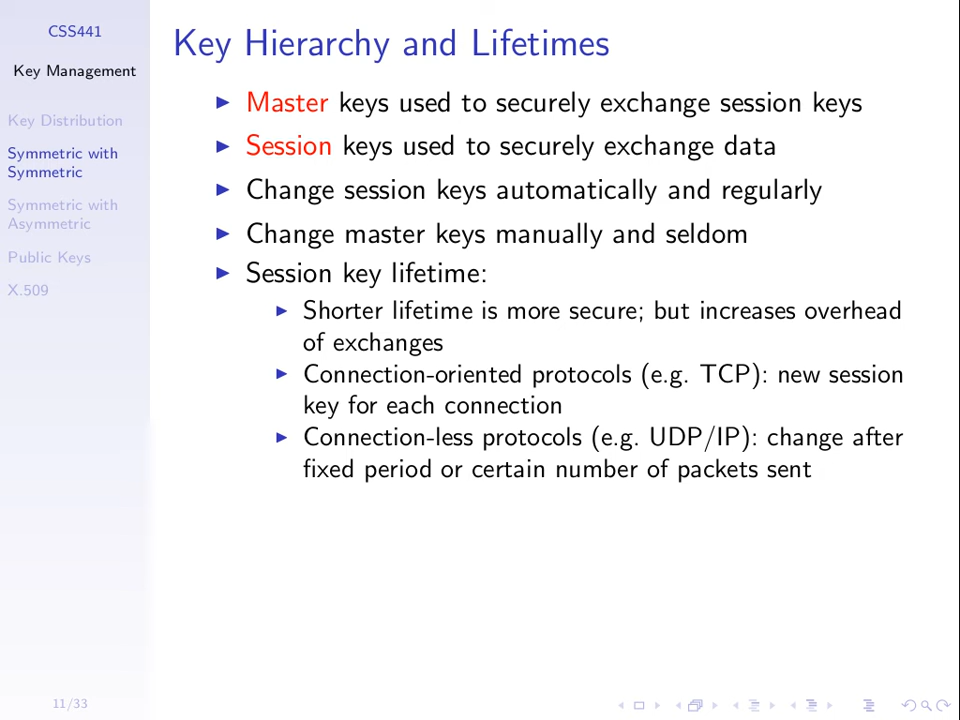 CSS441
Key Management
Key Distribution
Symmetric with
Symmetric
Symmetric with
Asymmetric
Public Keys
X.509
11/33
Key Hierarchy and Lifetimes
Master keys used to securely exchange session keys
Session keys used to securely exchange data
Change session keys automatically and regularly
Change master keys manually and seldom
Session key lifetime:
Shorter lifetime is more secure; but increases overhead
of exchanges
Connection-oriented protocols (e.g. TCP): new session
key for each connection
Connection-less protocols (e.g. UDP/IP): change after
fixed period or certain number of packets sent